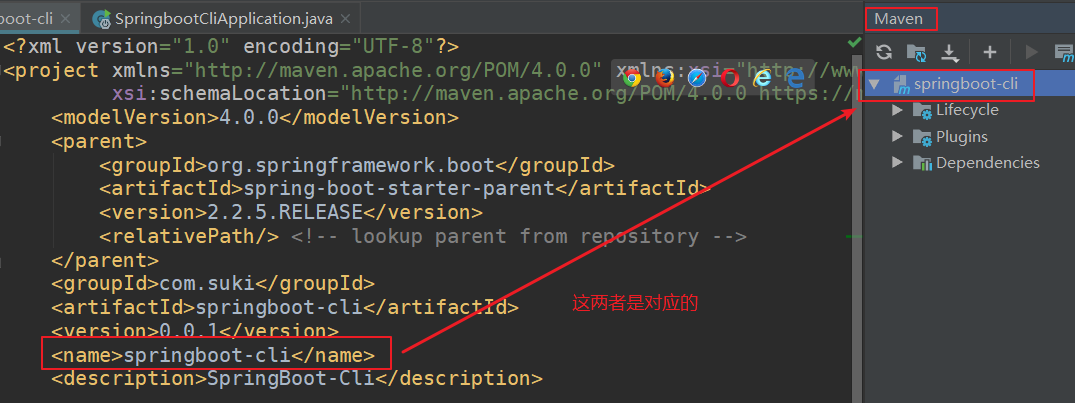 oot-cli
SpringbootCliApplication.java
Maven
<?xml version="1.0" encoding="UTF-8"?>
<project xmlns="http://maven.apache.org/POM/4.0.0" xmlns:xsi="http://www
xsi:schemaLocation="http://maven.apache.org/POM/4.0.0 https://
<modelVersion>4.0.0</modelVersion>
<parent>
<groupId>org.springframework.boot</groupId>
<artifactId>spring-boot-starter-parent</artifactId>
<version>2.2.5.RELEASE</version>
<relativePath/> <!-- lookup parent from repository -->
</parent>
<groupId>com.suki</groupId>
<artifactId>springboot-cli</artifactId>
<version>0.0.1</version>
<name>springboot-cli</name>
<description>SpringBoot-Cli</description>
这两者是对应的
springboot-cli
Lifecycle
Plugins
Dependencies